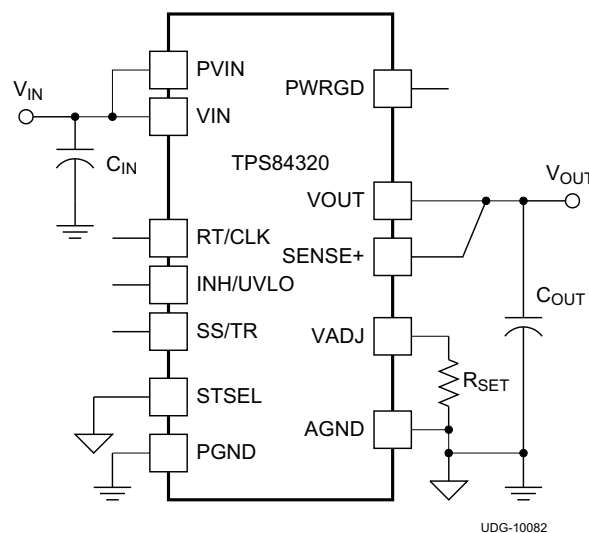 PVIN
PWRGD
V_IN
VIN
C_IN
TPS84320
VOUT
V_OUT
RT/CLK
SENSE+
INH/UVLO
C_OUT
SS/TR
VADJ
R_SET
STSEL
AGND
PGND
UDG-10082